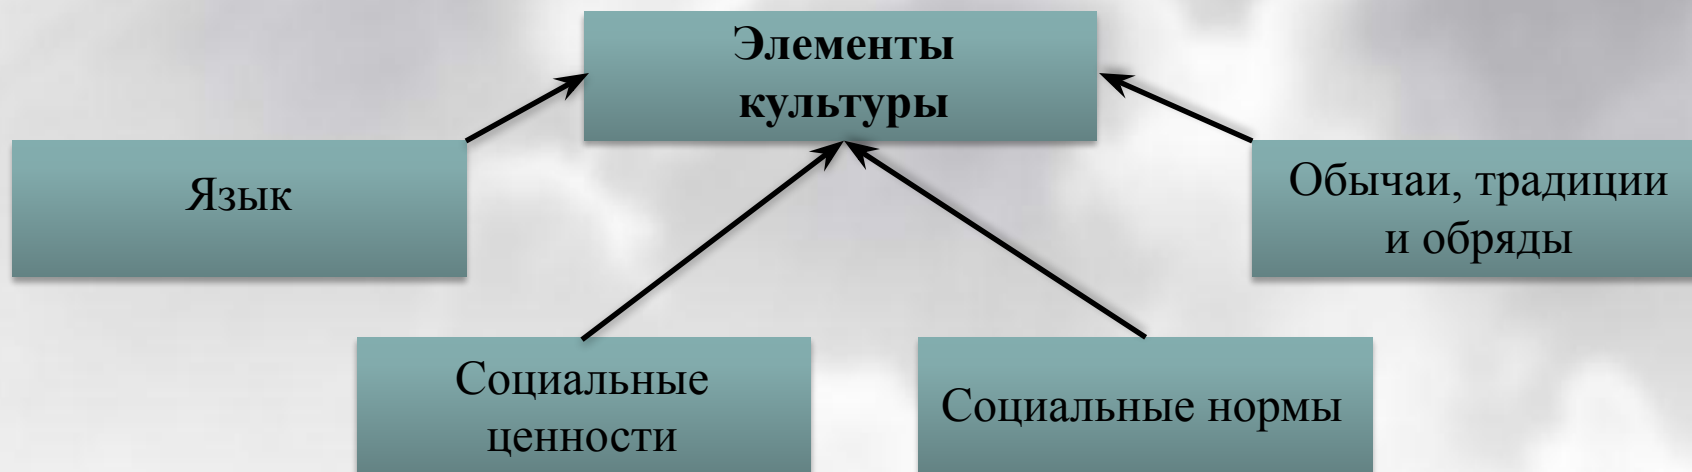 Элементы
культуры
Язык
Обычаи, традиции
и обряды
Социальные
ценности
Социальные нормы